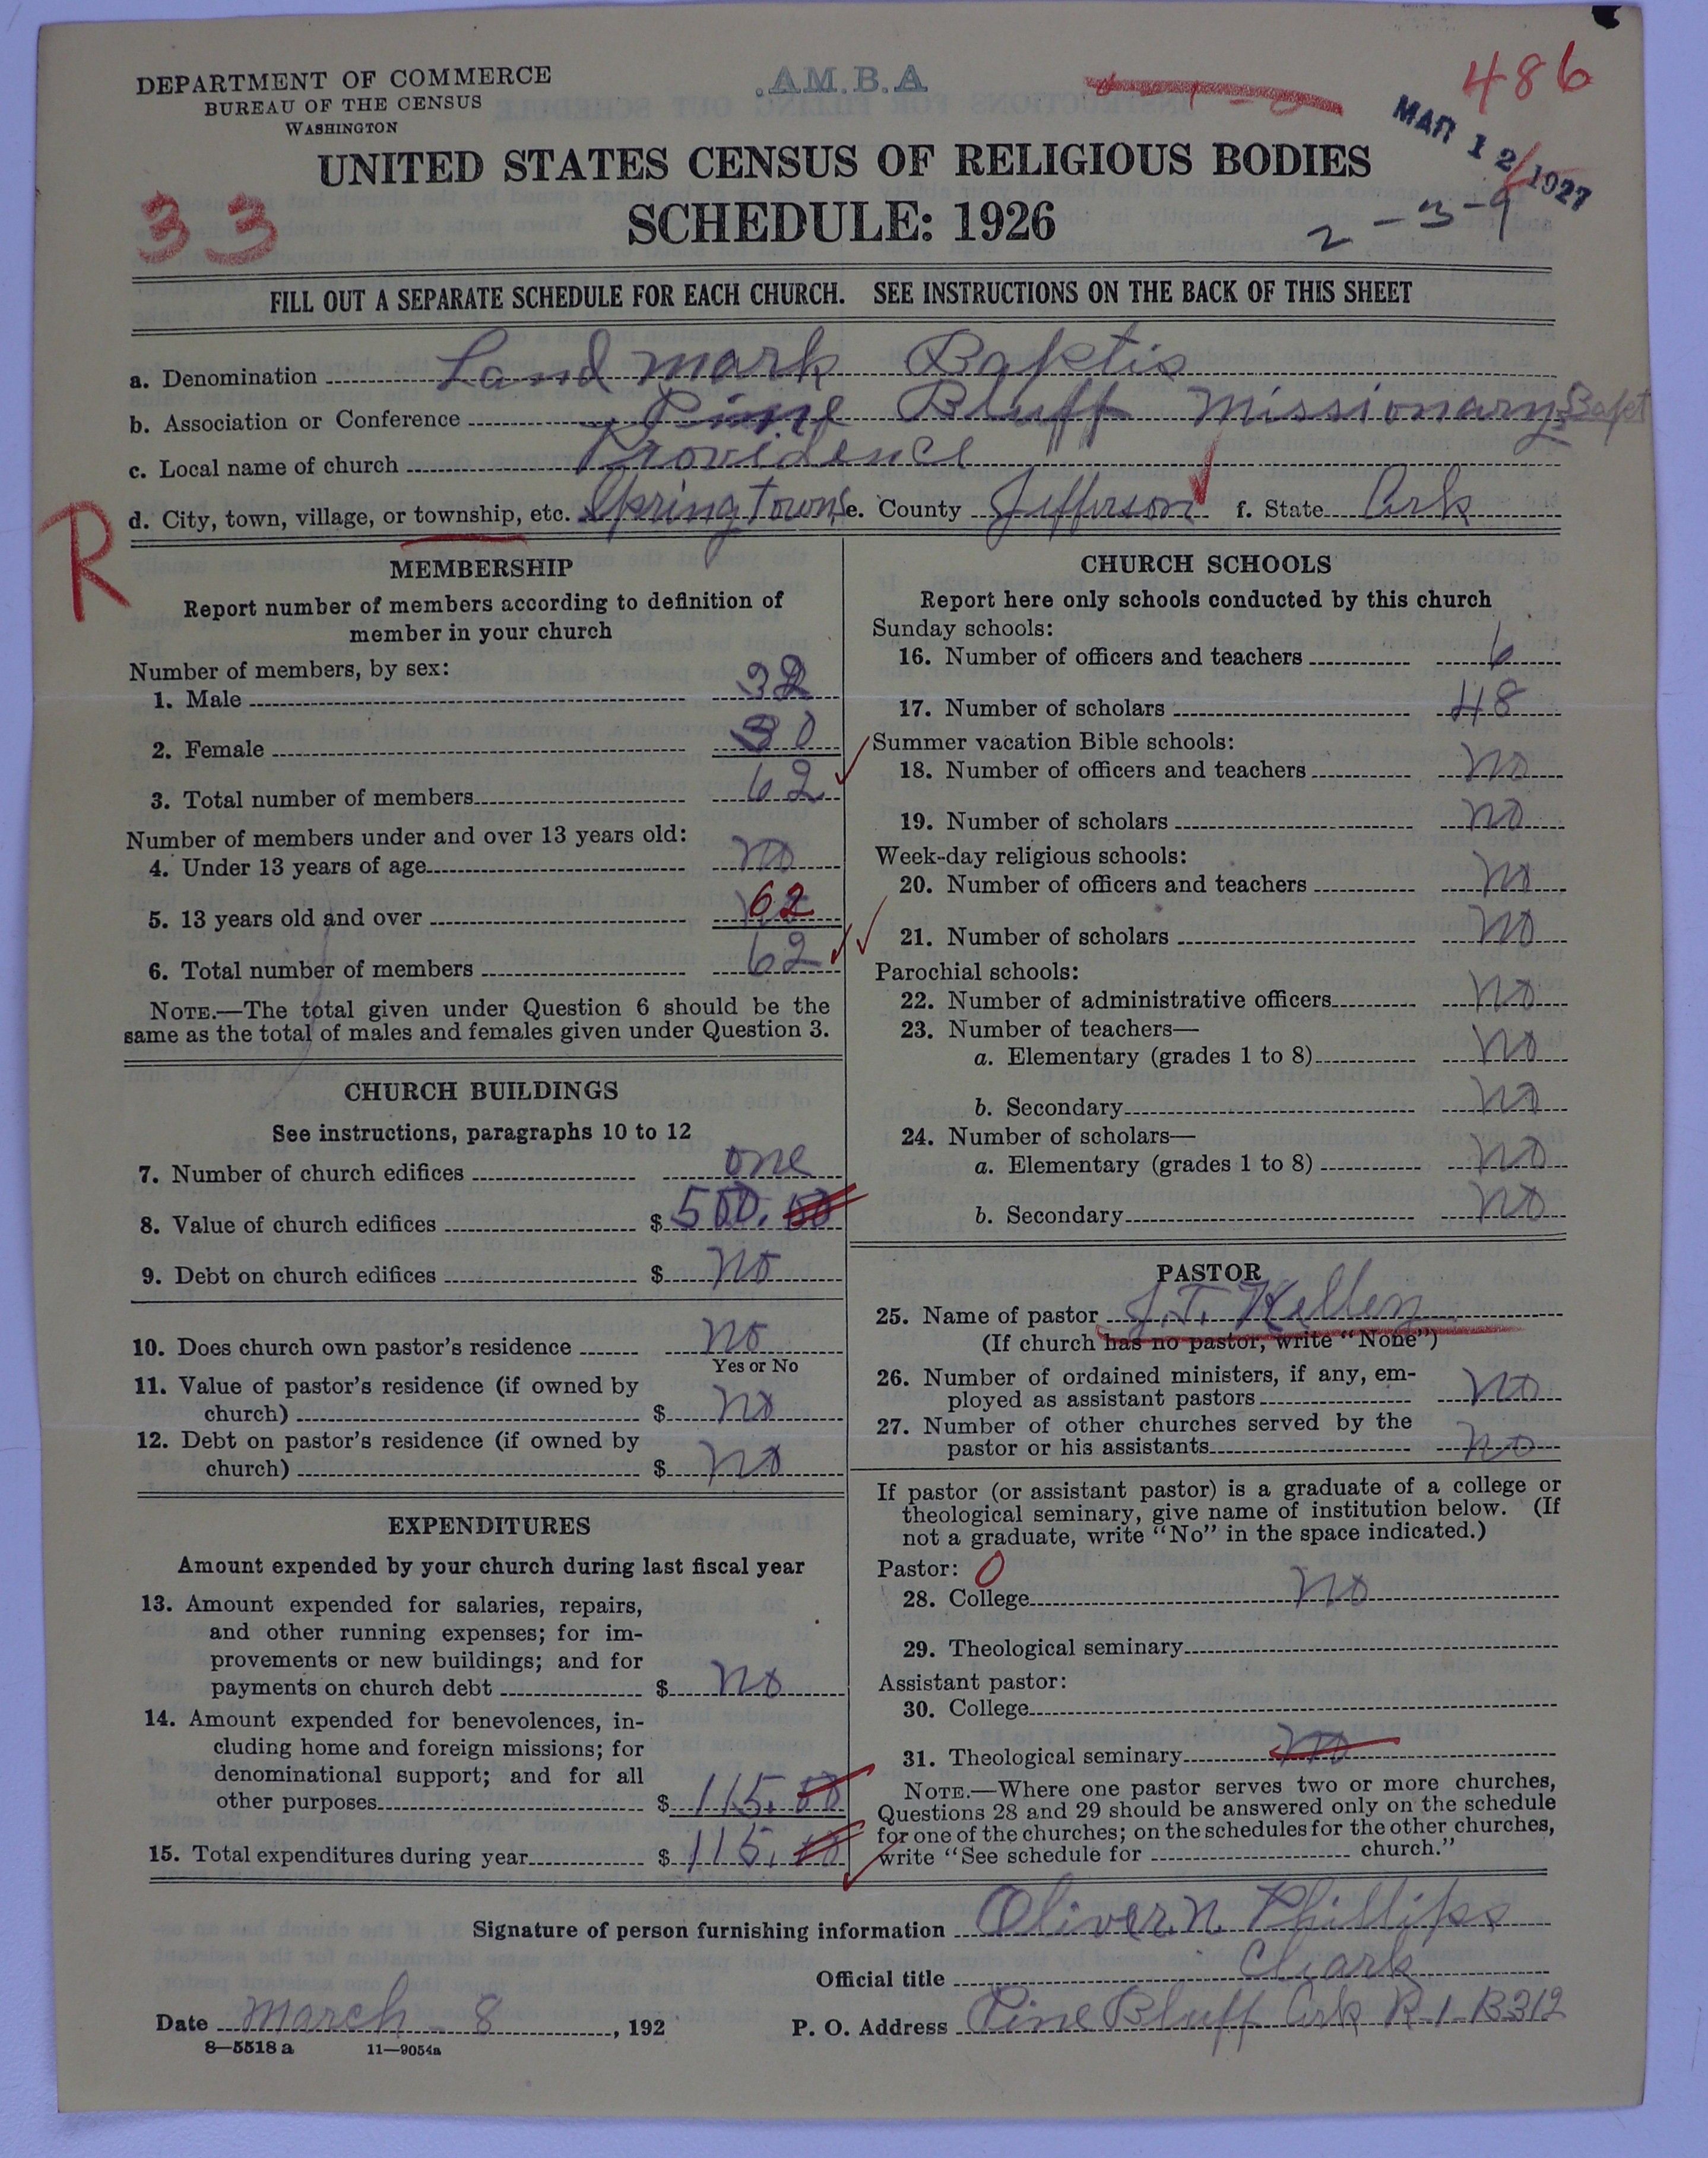 DEPARTMENT OF COMMERCE
BUREAU OF THE CENSUS
WASHINGTON
.A.M.B.A
486
MAR 12 1927
UNITED STATES CENSUS OF RELIGIOUS BODIES
33
SCHEDULE: 1926
2-3-9
FILL OUT A SEPARATE SCHEDULE FOR EACH CHURCH. SEE INSTRUCTIONS ON THE BACK OF THIS SHEET
a. Denomination Land mark Baptis
b. Association or Conference Pine Bluff Missionary Bapt
c. Local name of church Providence
d. City, town, village, or township, etc. Spring Town e. County Jefferson f. State Ark
R
MEMBERSHIP
Report number of members according to definition of
member in your church
Number of members, by sex:
1. Male 32
2. Female 30
3. Total number of members 62
Number of members under and over 13 years old:
4. Under 13 years of age no
5. 13 years old and over 62
6. Total number of members 62
NOTE.—The total given under Question 6 should be the
same as the total of males and females given under Question 3.
CHURCH BUILDINGS
See instructions, paragraphs 10 to 12
7. Number of church edifices one
8. Value of church edifices $ 500.00
9. Debt on church edifices $ no
10. Does church own pastor's residence no
Yes or No
11. Value of pastor's residence (if owned by
church) $ no
12. Debt on pastor's residence (if owned by
church) $ no
EXPENDITURES
Amount expended by your church during last fiscal year
13. Amount expended for salaries, repairs,
and other running expenses; for im-
provements or new buildings; and for
payments on church debt $ no
14. Amount expended for benevolences, in-
cluding home and foreign missions; for
denominational support; and for all
other purposes $ 115.00
15. Total expenditures during year $ 115.00
CHURCH SCHOOLS
Report here only schools conducted by this church
Sunday schools:
16. Number of officers and teachers 6
17. Number of scholars 48
Summer vacation Bible schools:
18. Number of officers and teachers no
19. Number of scholars no
Week-day religious schools:
20. Number of officers and teachers no
21. Number of scholars no
Parochial schools:
22. Number of administrative officers no
23. Number of teachers—
a. Elementary (grades 1 to 8) no
b. Secondary no
24. Number of scholars—
a. Elementary (grades 1 to 8) no
b. Secondary no
PASTOR
25. Name of pastor J. T. Kelley
(If church has no pastor, write "None")
26. Number of ordained ministers, if any, em-
ployed as assistant pastors no
27. Number of other churches served by the
pastor or his assistants no
If pastor (or assistant pastor) is a graduate of a college or
theological seminary, give name of institution below. (If
not a graduate, write "No" in the space indicated.)
Pastor: 0
28. College no
29. Theological seminary
Assistant pastor:
30. College
31. Theological seminary no
NOTE.—Where one pastor serves two or more churches,
Questions 28 and 29 should be answered only on the schedule
for one of the churches; on the schedules for the other churches,
write "See schedule for church."
Signature of person furnishing information Oliver. N. Phillips
Official title Cleark
Date March - 8, 192
P. O. Address Pine Bluff Ark R-1-B312
8—5518 a 11—9054a